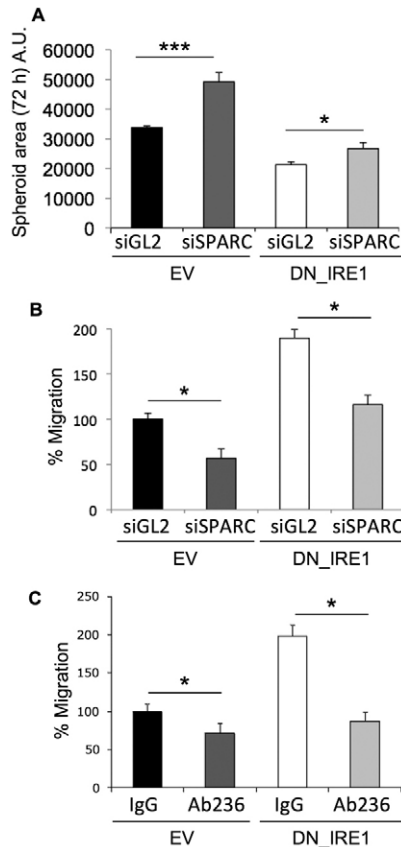 A
Spheroid area (72 h) A.U.
60000
50000
40000
30000
20000
10000
0
***
*
siGL2 siSPARC siGL2 siSPARC
EV DN_IRE1
B
% Migration
200
150
100
50
0
*
*
siGL2 siSPARC siGL2 siSPARC
EV DN_IRE1
C
% Migration
250
200
150
100
50
0
*
*
IgG Ab236 IgG Ab236
EV DN_IRE1